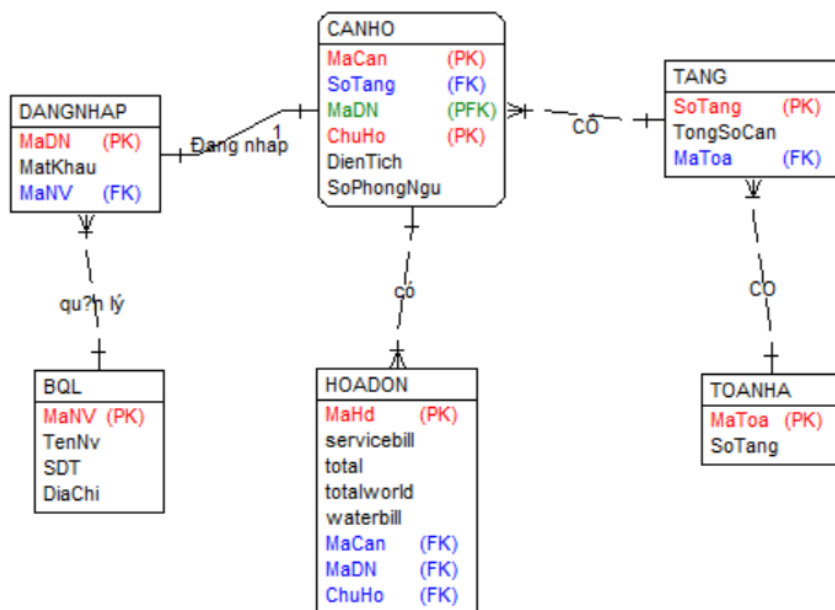 CANHO
MaCan (PK)
SoTang (FK)
MaDN (PFK)
ChuHo (PK)
DienTich
SoPhongNgu
DANGNHAP
MaDN (PK)
MatKhau
MaNV (FK)
1
Đang nhap
CO
TANG
SoTang (PK)
TongSoCan
MaToa (FK)
qu?n lý
có
CO
BQL
MaNV (PK)
TenNv
SDT
DiaChi
HOADON
MaHd (PK)
servicebill
total
totalworld
waterbill
MaCan (FK)
MaDN (FK)
ChuHo (FK)
TOANHA
MaToa (PK)
SoTang